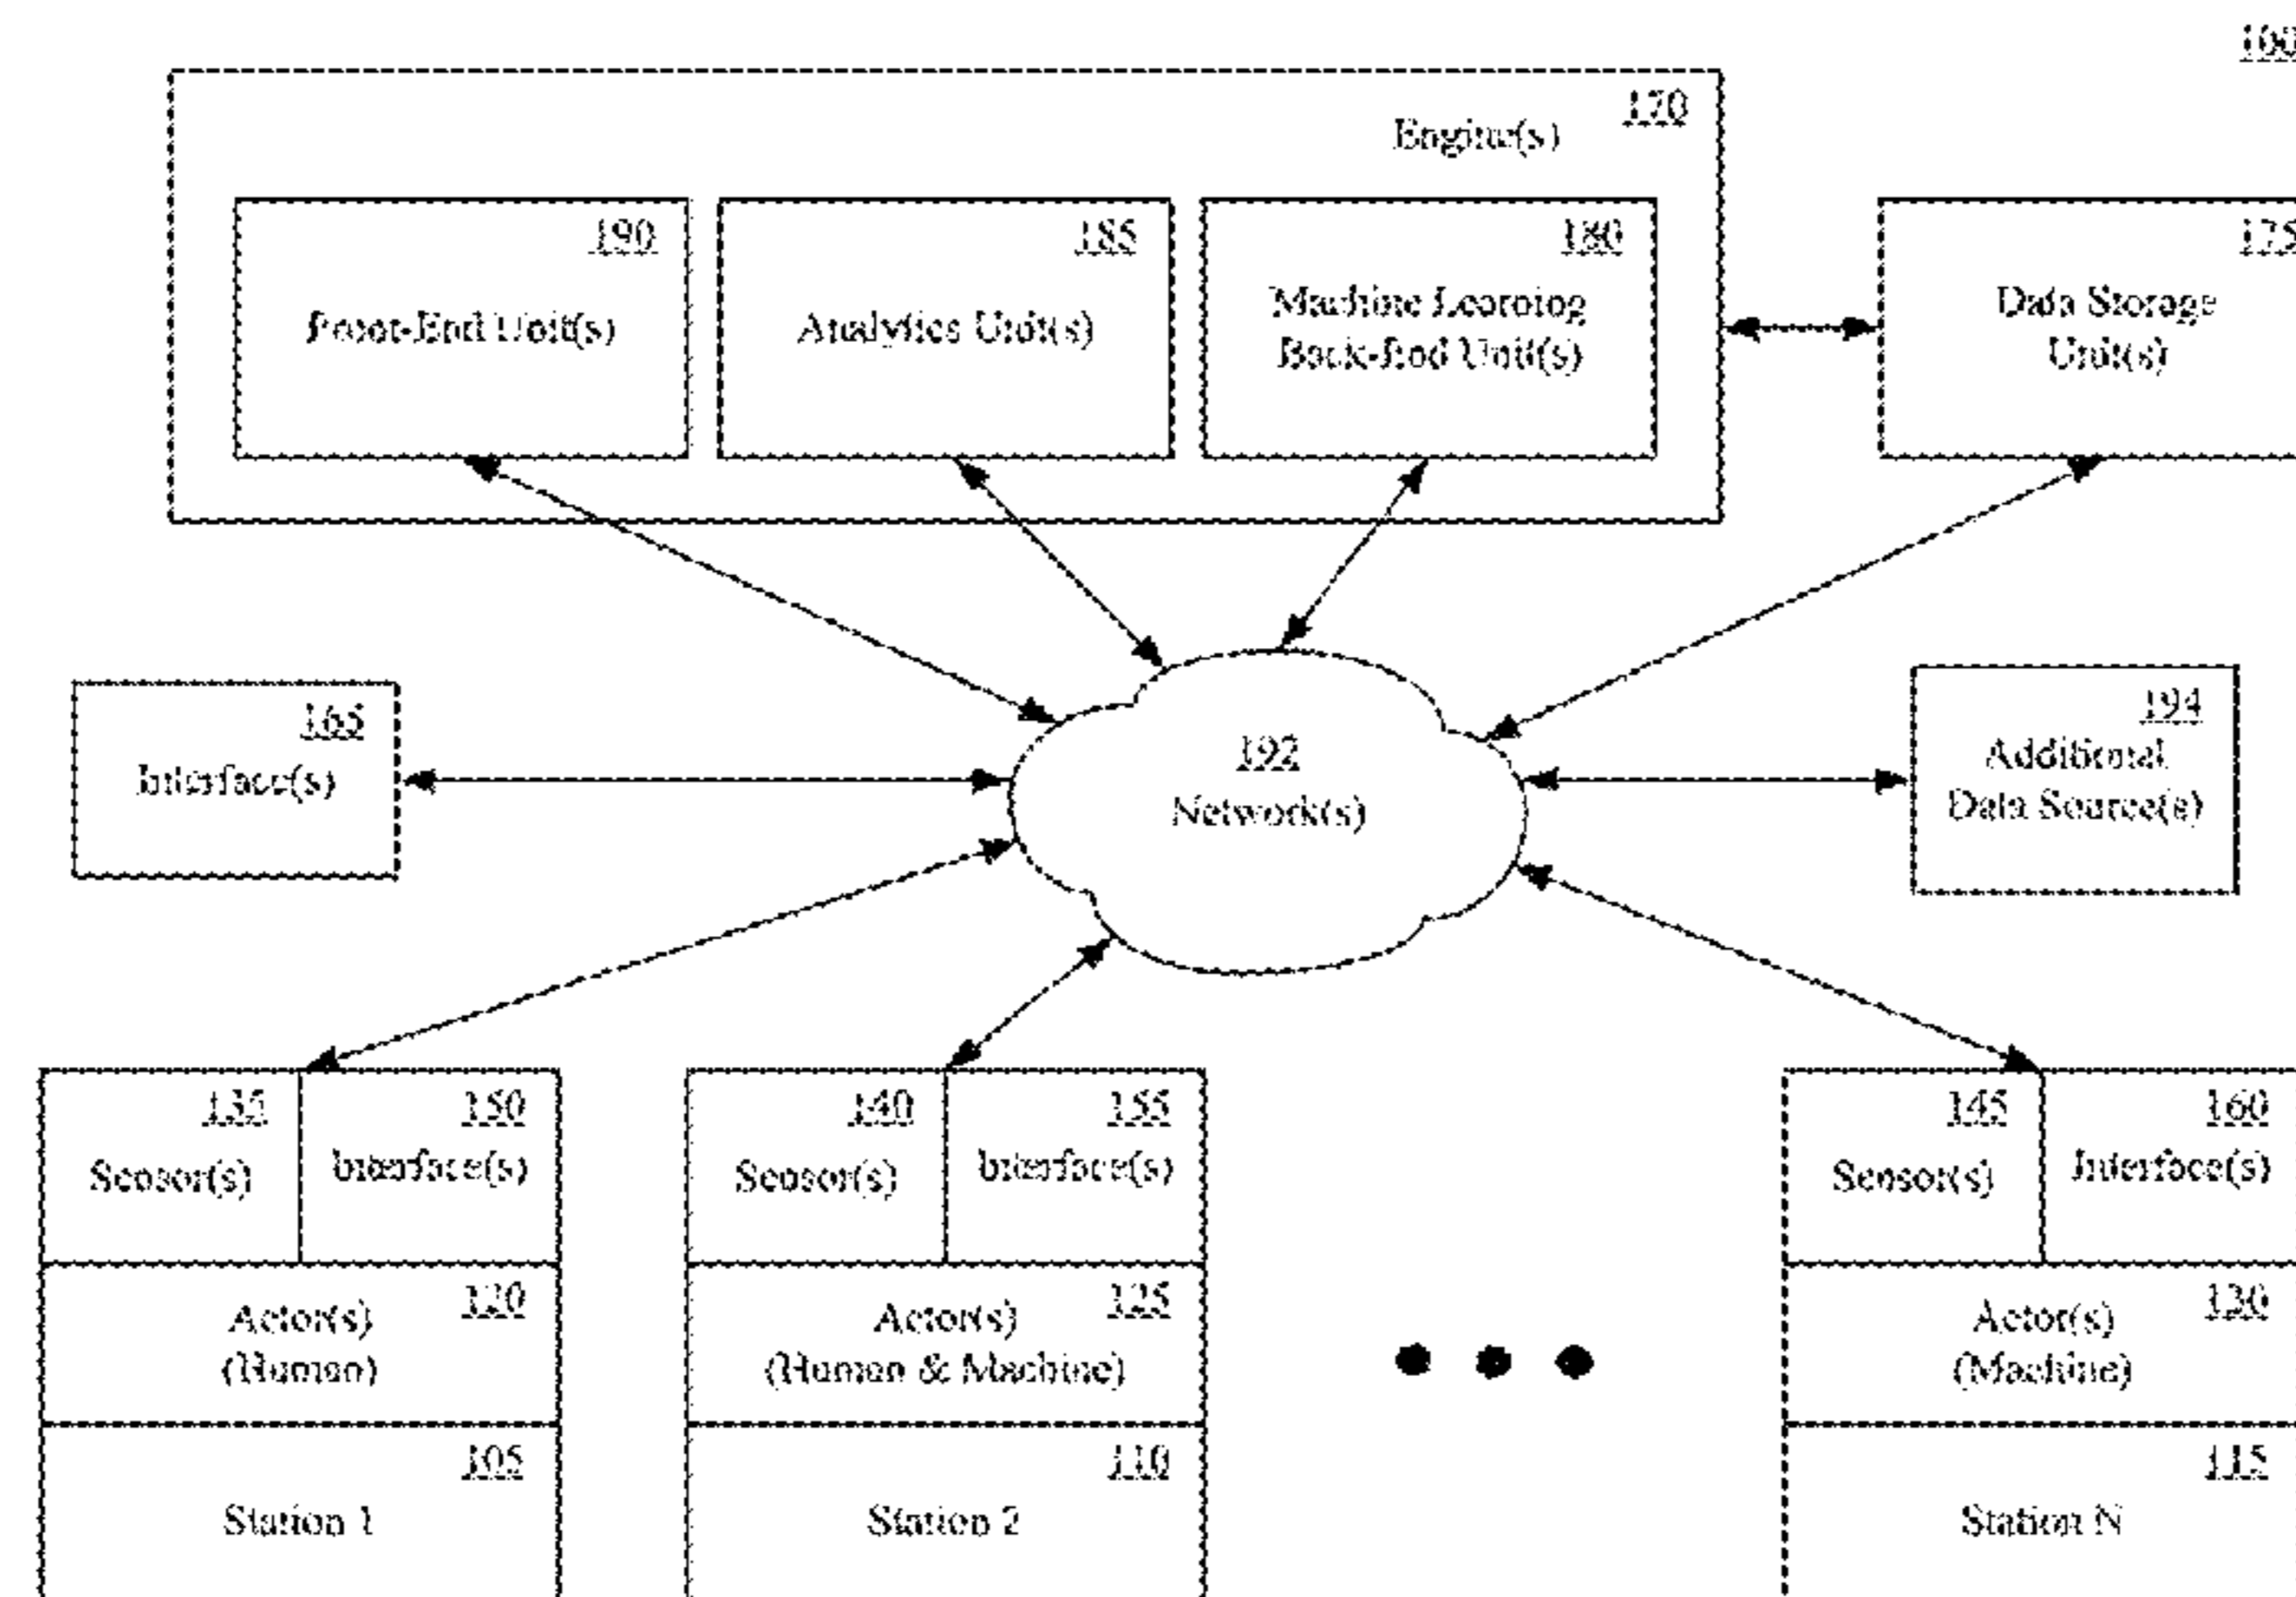 100
170
Engine(s)
190
Front-End Unit(s)
185
Analytics Unit(s)
180
Machine Learning
Back-End Unit(s)
175
Data Storage
Unit(s)
165
Interface(s)
192
Network(s)
194
Additional
Data Source(s)
135
Sensor(s)
150
Interface(s)
120
Actor(s)
(Human)
105
Station 1
140
Sensor(s)
155
Interface(s)
125
Actor(s)
(Human & Machine)
110
Station 2
145
Sensor(s)
160
Interface(s)
130
Actor(s)
(Machine)
115
Station N